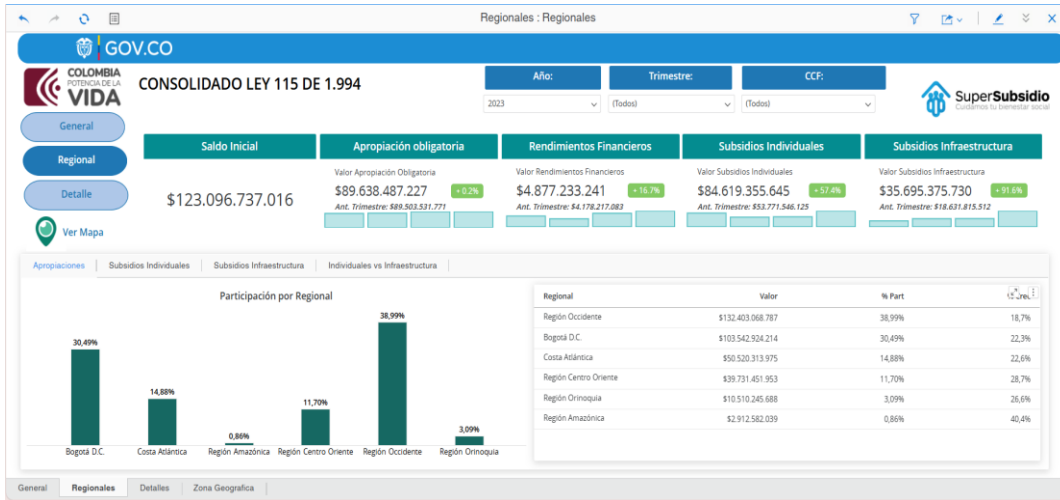 Regionales : Regionales
GOV.CO
COLOMBIA
POTENCIA DE LA
VIDA
CONSOLIDADO LEY 115 DE 1.994
Año:
Trimestre:
CCF:
2023
(Todos)
(Todos)
SuperSubsidio
Cuidamos tu bienestar social
General
Regional
Detalle
Ver Mapa
Saldo Inicial
$123.096.737.016
Apropiación obligatoria
Valor Apropiación Obligatoria
$89.638.487.227
+ 0.2%
Ant. Trimestre: $89.503.531.771
Rendimientos Financieros
Valor Rendimientos Financieros
$4.877.233.241
+ 16.7%
Ant. Trimestre: $4.178.217.083
Subsidios Individuales
Valor Subsidios Individuales
$84.619.355.645
+ 57.4%
Ant. Trimestre: $53.771.546.125
Subsidios Infraestructura
Valor Subsidios Infraestructura
$35.695.375.730
+ 91.6%
Ant. Trimestre: $18.631.815.512
Apropiaciones
Subsidios Individuales
Subsidios Infraestructura
Individuales vs Infraestructura
Participación por Regional
30,49%
14,88%
0,86%
11,70%
38,99%
3,09%
Bogotá D.C.
Costa Atlántica
Región Amazónica
Región Centro Oriente
Región Occidente
Región Orinoquia
Regional Valor % Part
Región Occidente $132.403.068.787 38,99% 18,7%
Bogotá D.C. $103.542.924.214 30,49% 22,3%
Costa Atlántica $50.520.313.975 14,88% 22,6%
Región Centro Oriente $39.731.451.953 11,70% 28,7%
Región Orinoquia $10.510.245.688 3,09% 26,6%
Región Amazónica $2.912.582.039 0,86% 40,4%
General
Regionales
Detalles
Zona Geografica